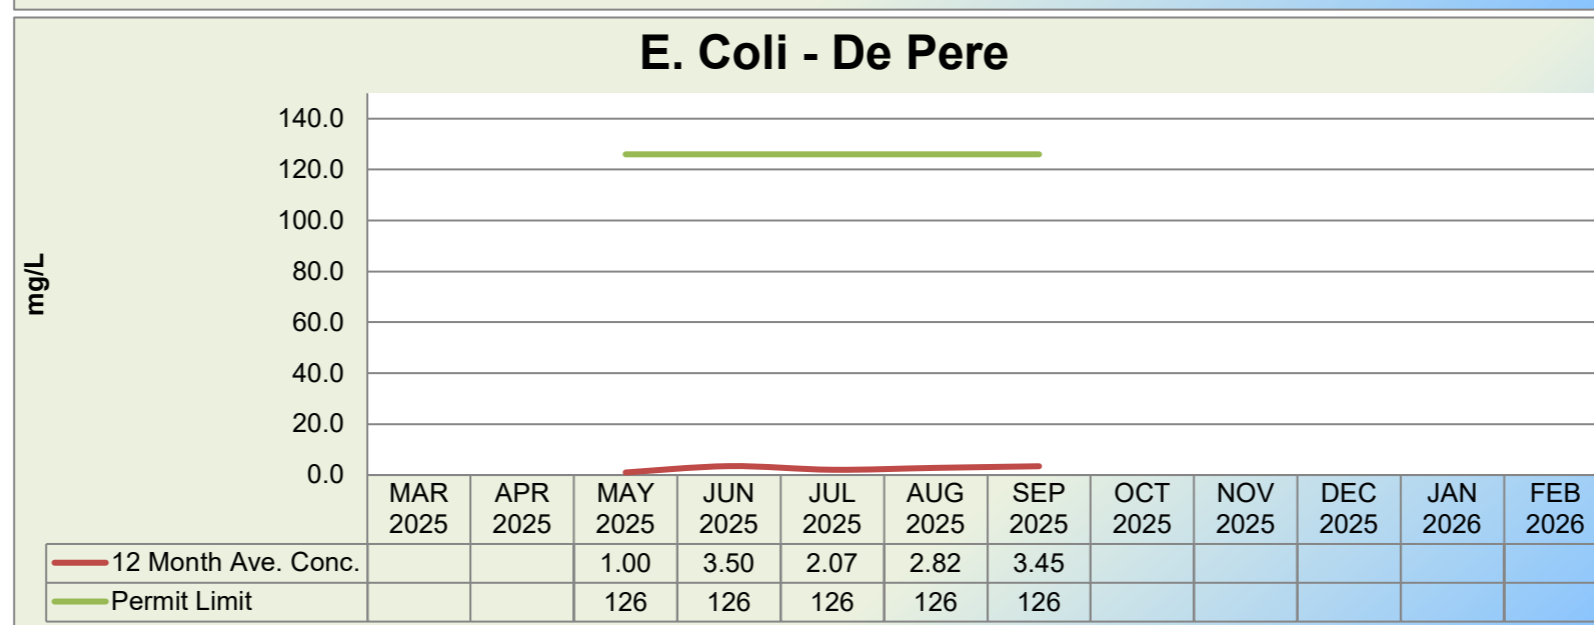 E. Coli - De Pere
mg/L
140.0
120.0
100.0
80.0
60.0
40.0
20.0
0.0
MAR APR MAY JUN JUL AUG SEP OCT NOV DEC JAN FEB
2025 2025 2025 2025 2025 2025 2025 2025 2025 2025 2026 2026
12 Month Ave. Conc. 1.00 3.50 2.07 2.82 3.45
Permit Limit 126 126 126 126 126